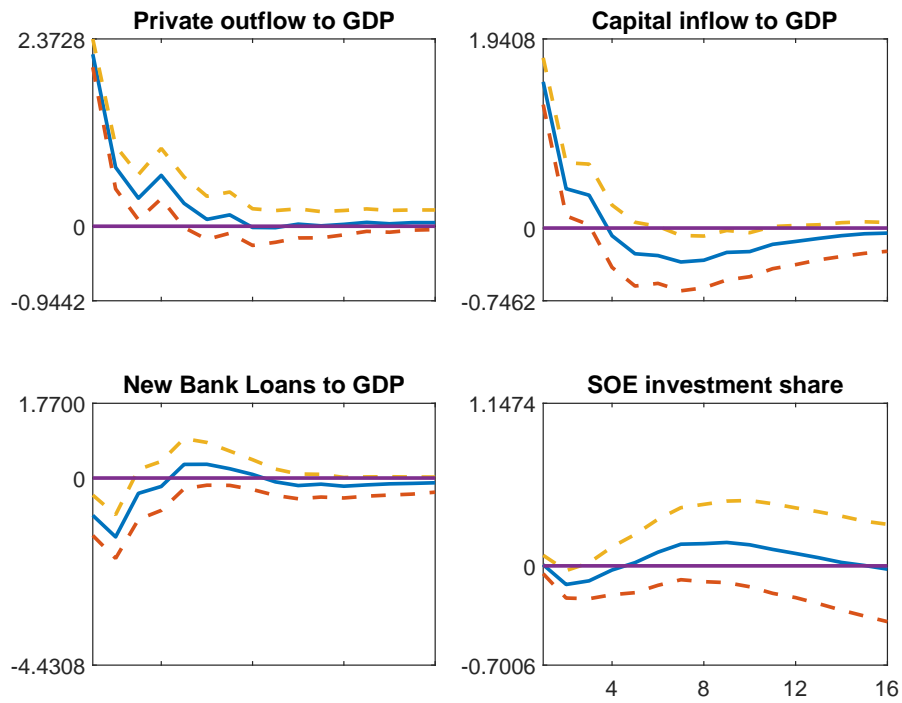 Private outflow to GDP
2.3728
0
-0.9442
Capital inflow to GDP
1.9408
0
-0.7462
New Bank Loans to GDP
1.7700
0
-4.4308
SOE investment share
1.1474
0
-0.7006
4 8 12 16